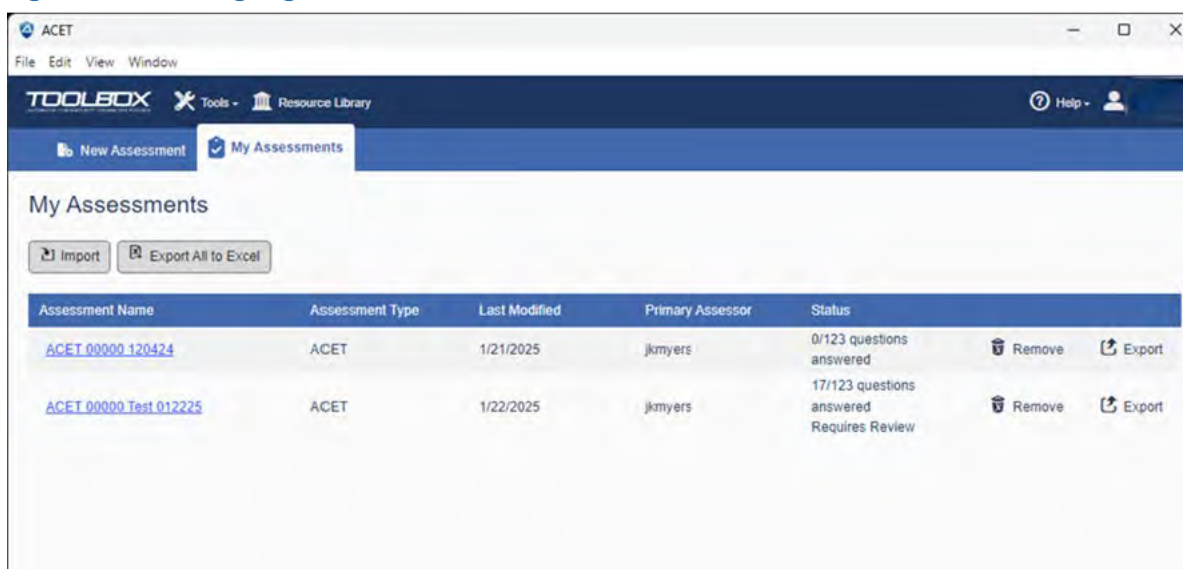 ACET
File Edit View Window
TOOLBOX Tools Resource Library Help
New Assessment My Assessments
My Assessments
Import Export All to Excel
Assessment Name Assessment Type Last Modified Primary Assessor Status
ACET 00000 120424 ACET 1/21/2025 jkmyers 0/123 questions
answered Remove Export
ACET 00000 Test 012225 ACET 1/22/2025 jkmyers 17/123 questions
answered Remove Export
Requires Review